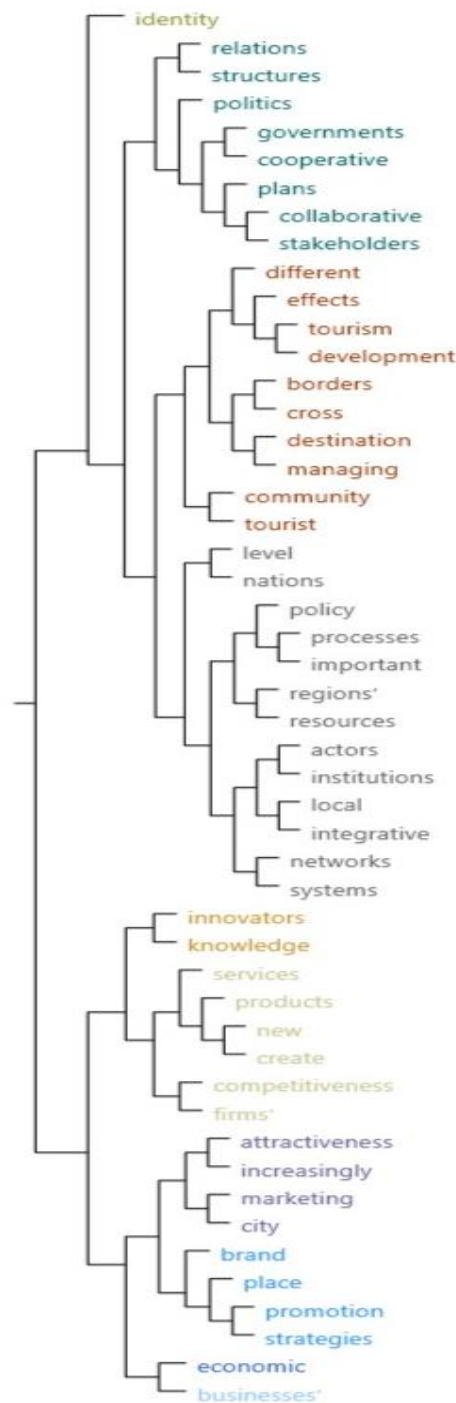 identity
relations
structures
politics
governments
cooperative
plans
collaborative
stakeholders
different
effects
tourism
development
borders
cross
destination
managing
community
tourist
level
nations
policy
processes
important
regions'
resources
actors
institutions
local
integrative
networks
systems
innovators
knowledge
services
products
new
create
competitiveness
firms'
attractiveness
increasingly
marketing
city
brand
place
promotion
strategies
economic
businesses'